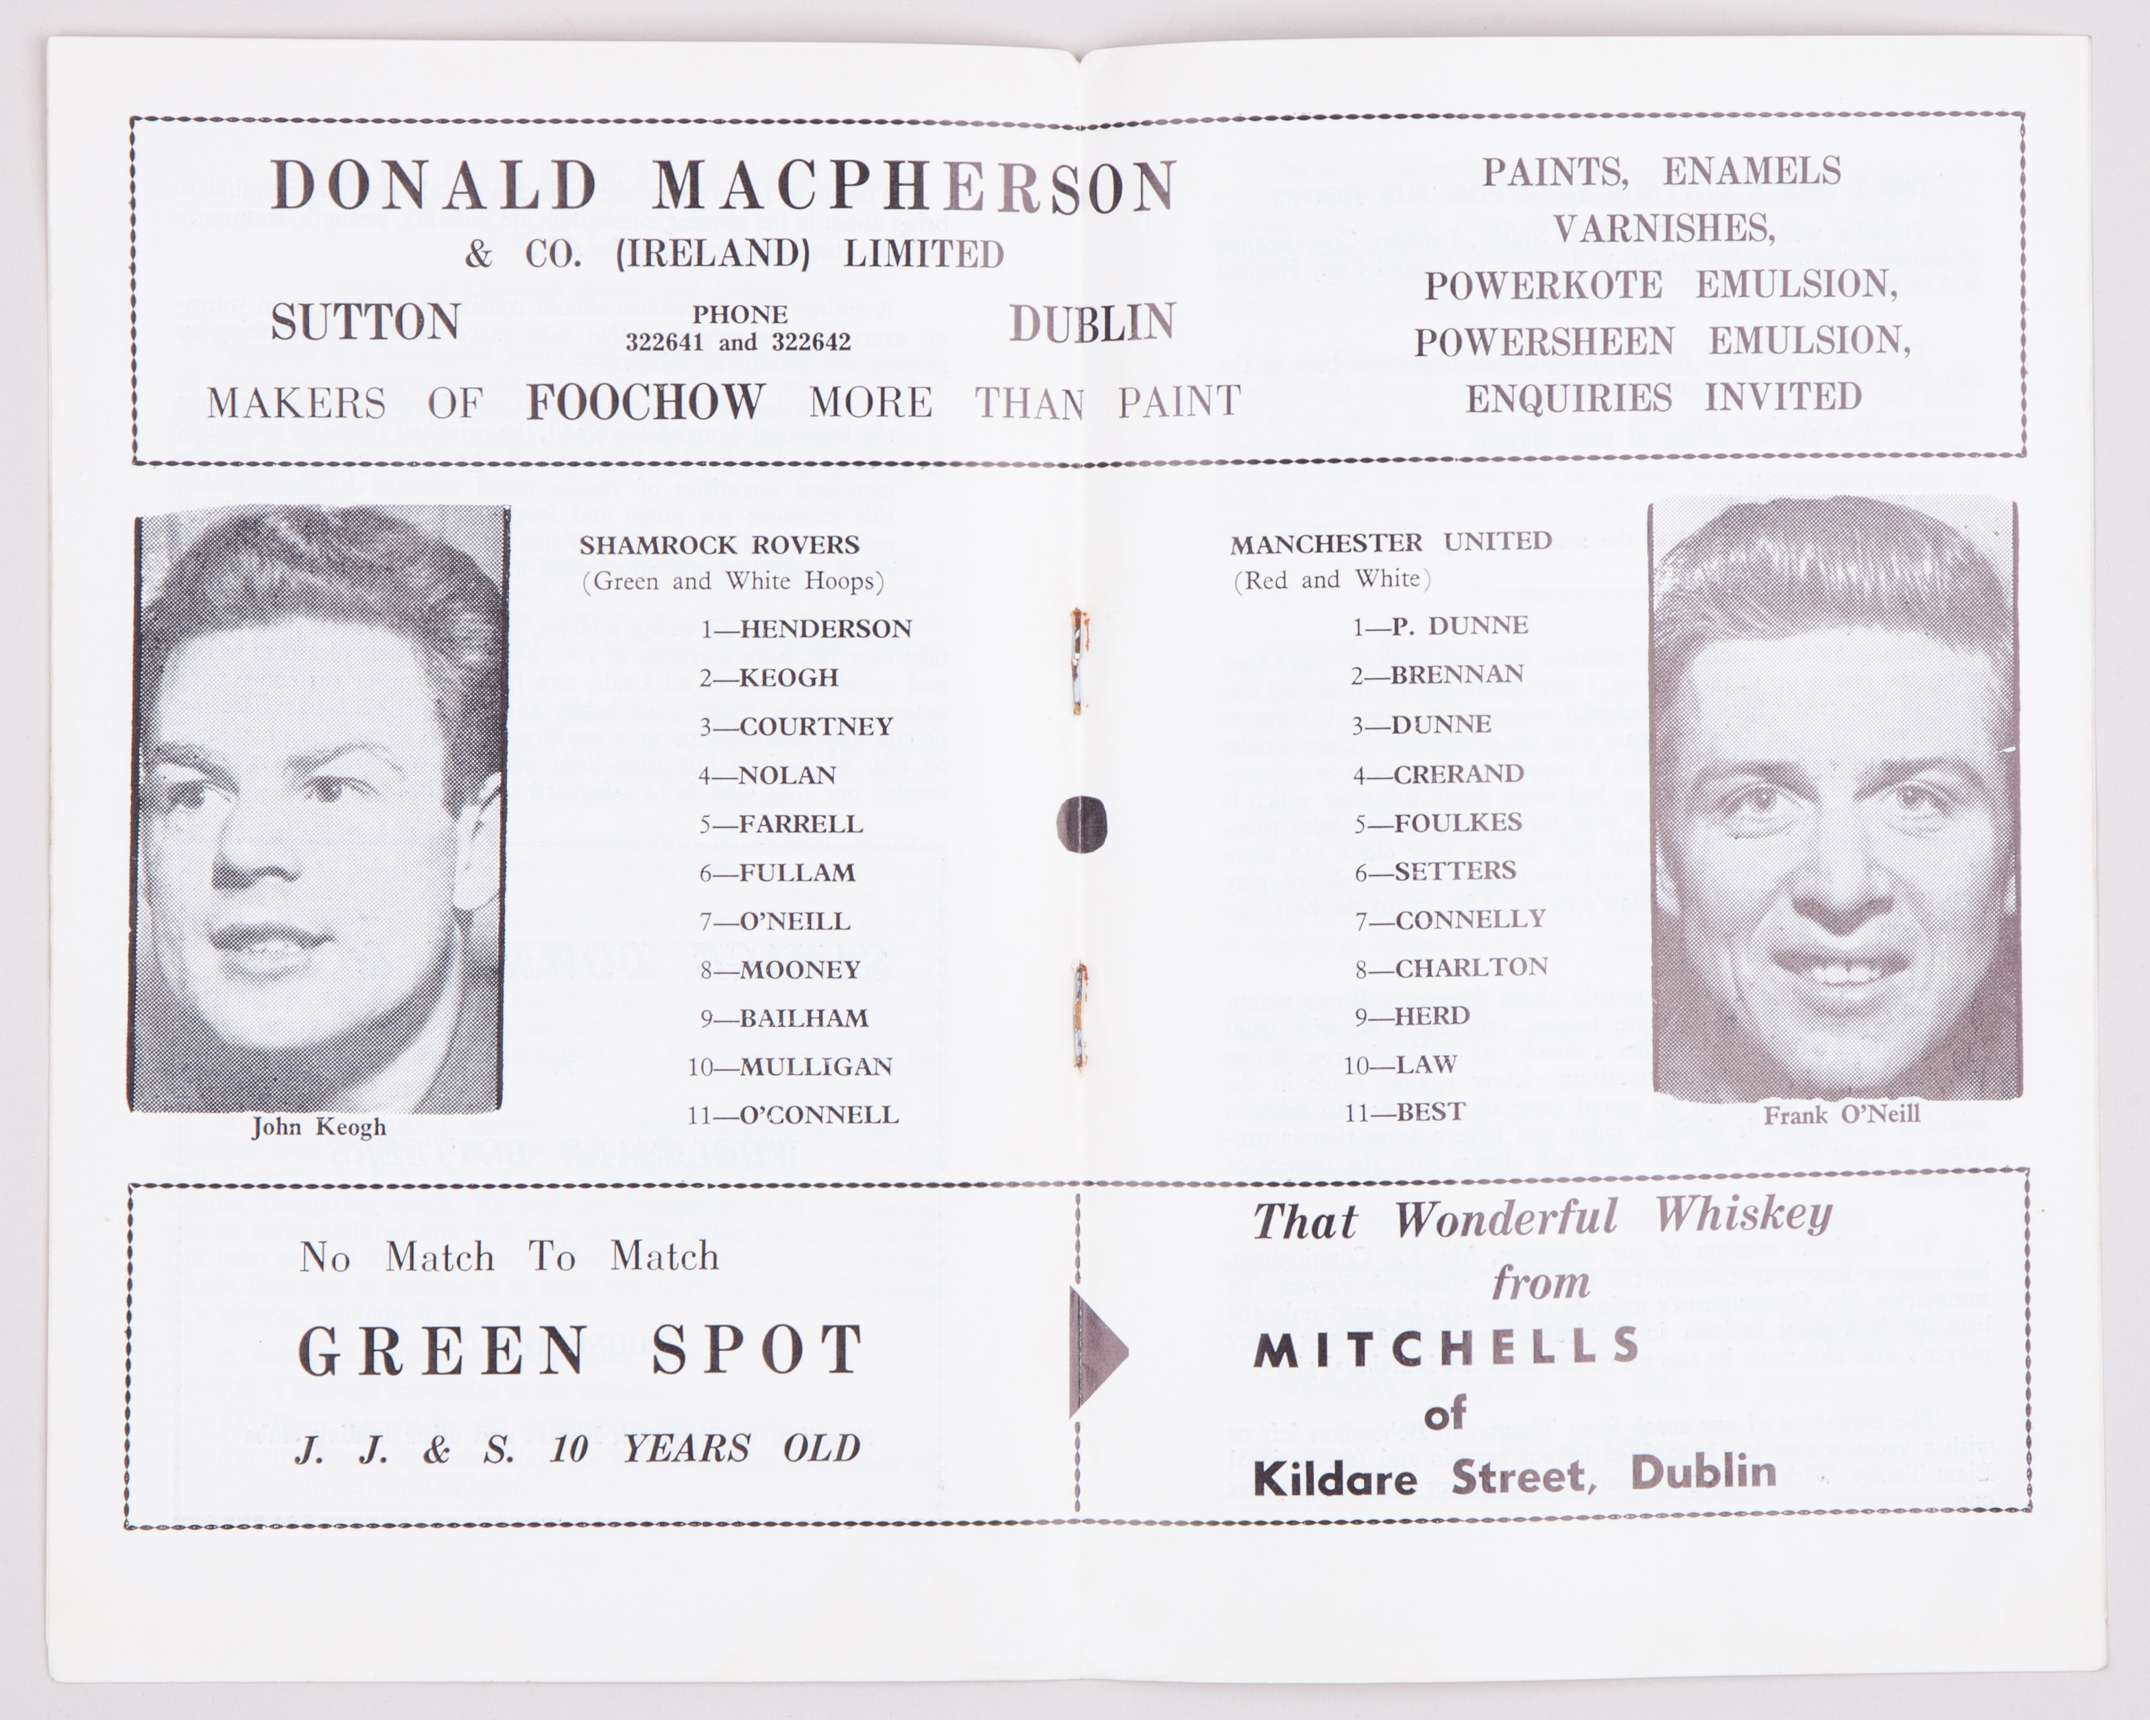 DONALD MACPHERSON
& CO. (IRELAND) LIMITED
SUTTON PHONE DUBLIN
322641 and 322642
MAKERS OF FOOCHOW MORE THAN PAINT
PAINTS, ENAMELS
VARNISHES,
POWERKOTE EMULSION,
POWERSHEEN EMULSION,
ENQUIRIES INVITED
SHAMROCK ROVERS
(Green and White Hoops)
1—HENDERSON
2—KEOGH
3—COURTNEY
4—NOLAN
5—FARRELL
6—FULLAM
7—O'NEILL
8—MOONEY
9—BAILHAM
10—MULLIGAN
11—O'CONNELL
John Keogh
MANCHESTER UNITED
(Red and White)
1—P. DUNNE
2—BRENNAN
3—DUNNE
4—CRERAND
5—FOULKES
6—SETTERS
7—CONNELLY
8—CHARLTON
9—HERD
10—LAW
11—BEST
Frank O'Neill
No Match To Match
GREEN SPOT
J. J. & S. 10 YEARS OLD
That Wonderful Whiskey
from
MITCHELLS
of
Kildare Street, Dublin